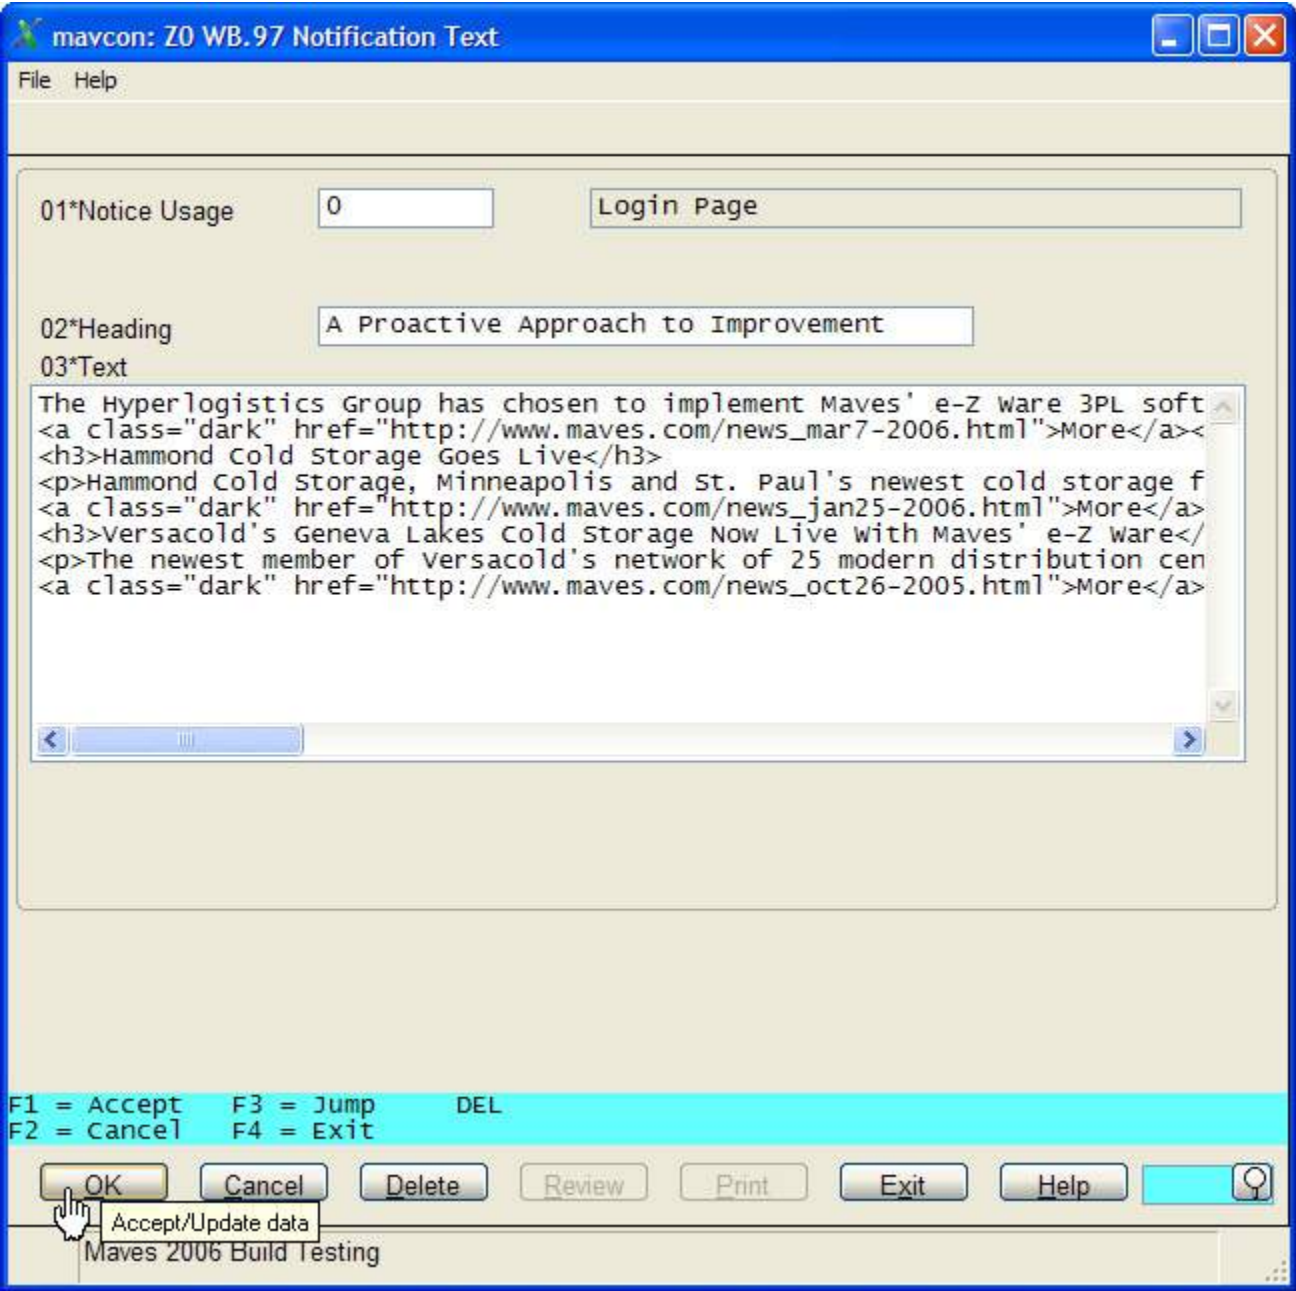 mavcon: Z0 WB.97 Notification Text
File Help
01*Notice Usage 0 Login Page
02*Heading A Proactive Approach to Improvement
03*Text
The Hyperlogistics Group has chosen to implement Maves' e-Z Ware 3PL soft
<a class="dark" href="http://www.maves.com/news_mar7-2006.html">More</a><
<h3>Hammond Cold Storage Goes Live</h3>
<p>Hammond Cold Storage, Minneapolis and St. Paul's newest cold storage f
<a class="dark" href="http://www.maves.com/news_jan25-2006.html">More</a>
<h3>Versacold's Geneva Lakes Cold Storage Now Live With Maves' e-Z Ware</
<p>The newest member of Versacold's network of 25 modern distribution cen
<a class="dark" href="http://www.maves.com/news_oct26-2005.html">More</a>
F1 = Accept F3 = Jump DEL
F2 = Cancel F4 = Exit
OK Cancel Delete Review Print Exit Help
Accept/Update data
Maves 2006 Build Testing